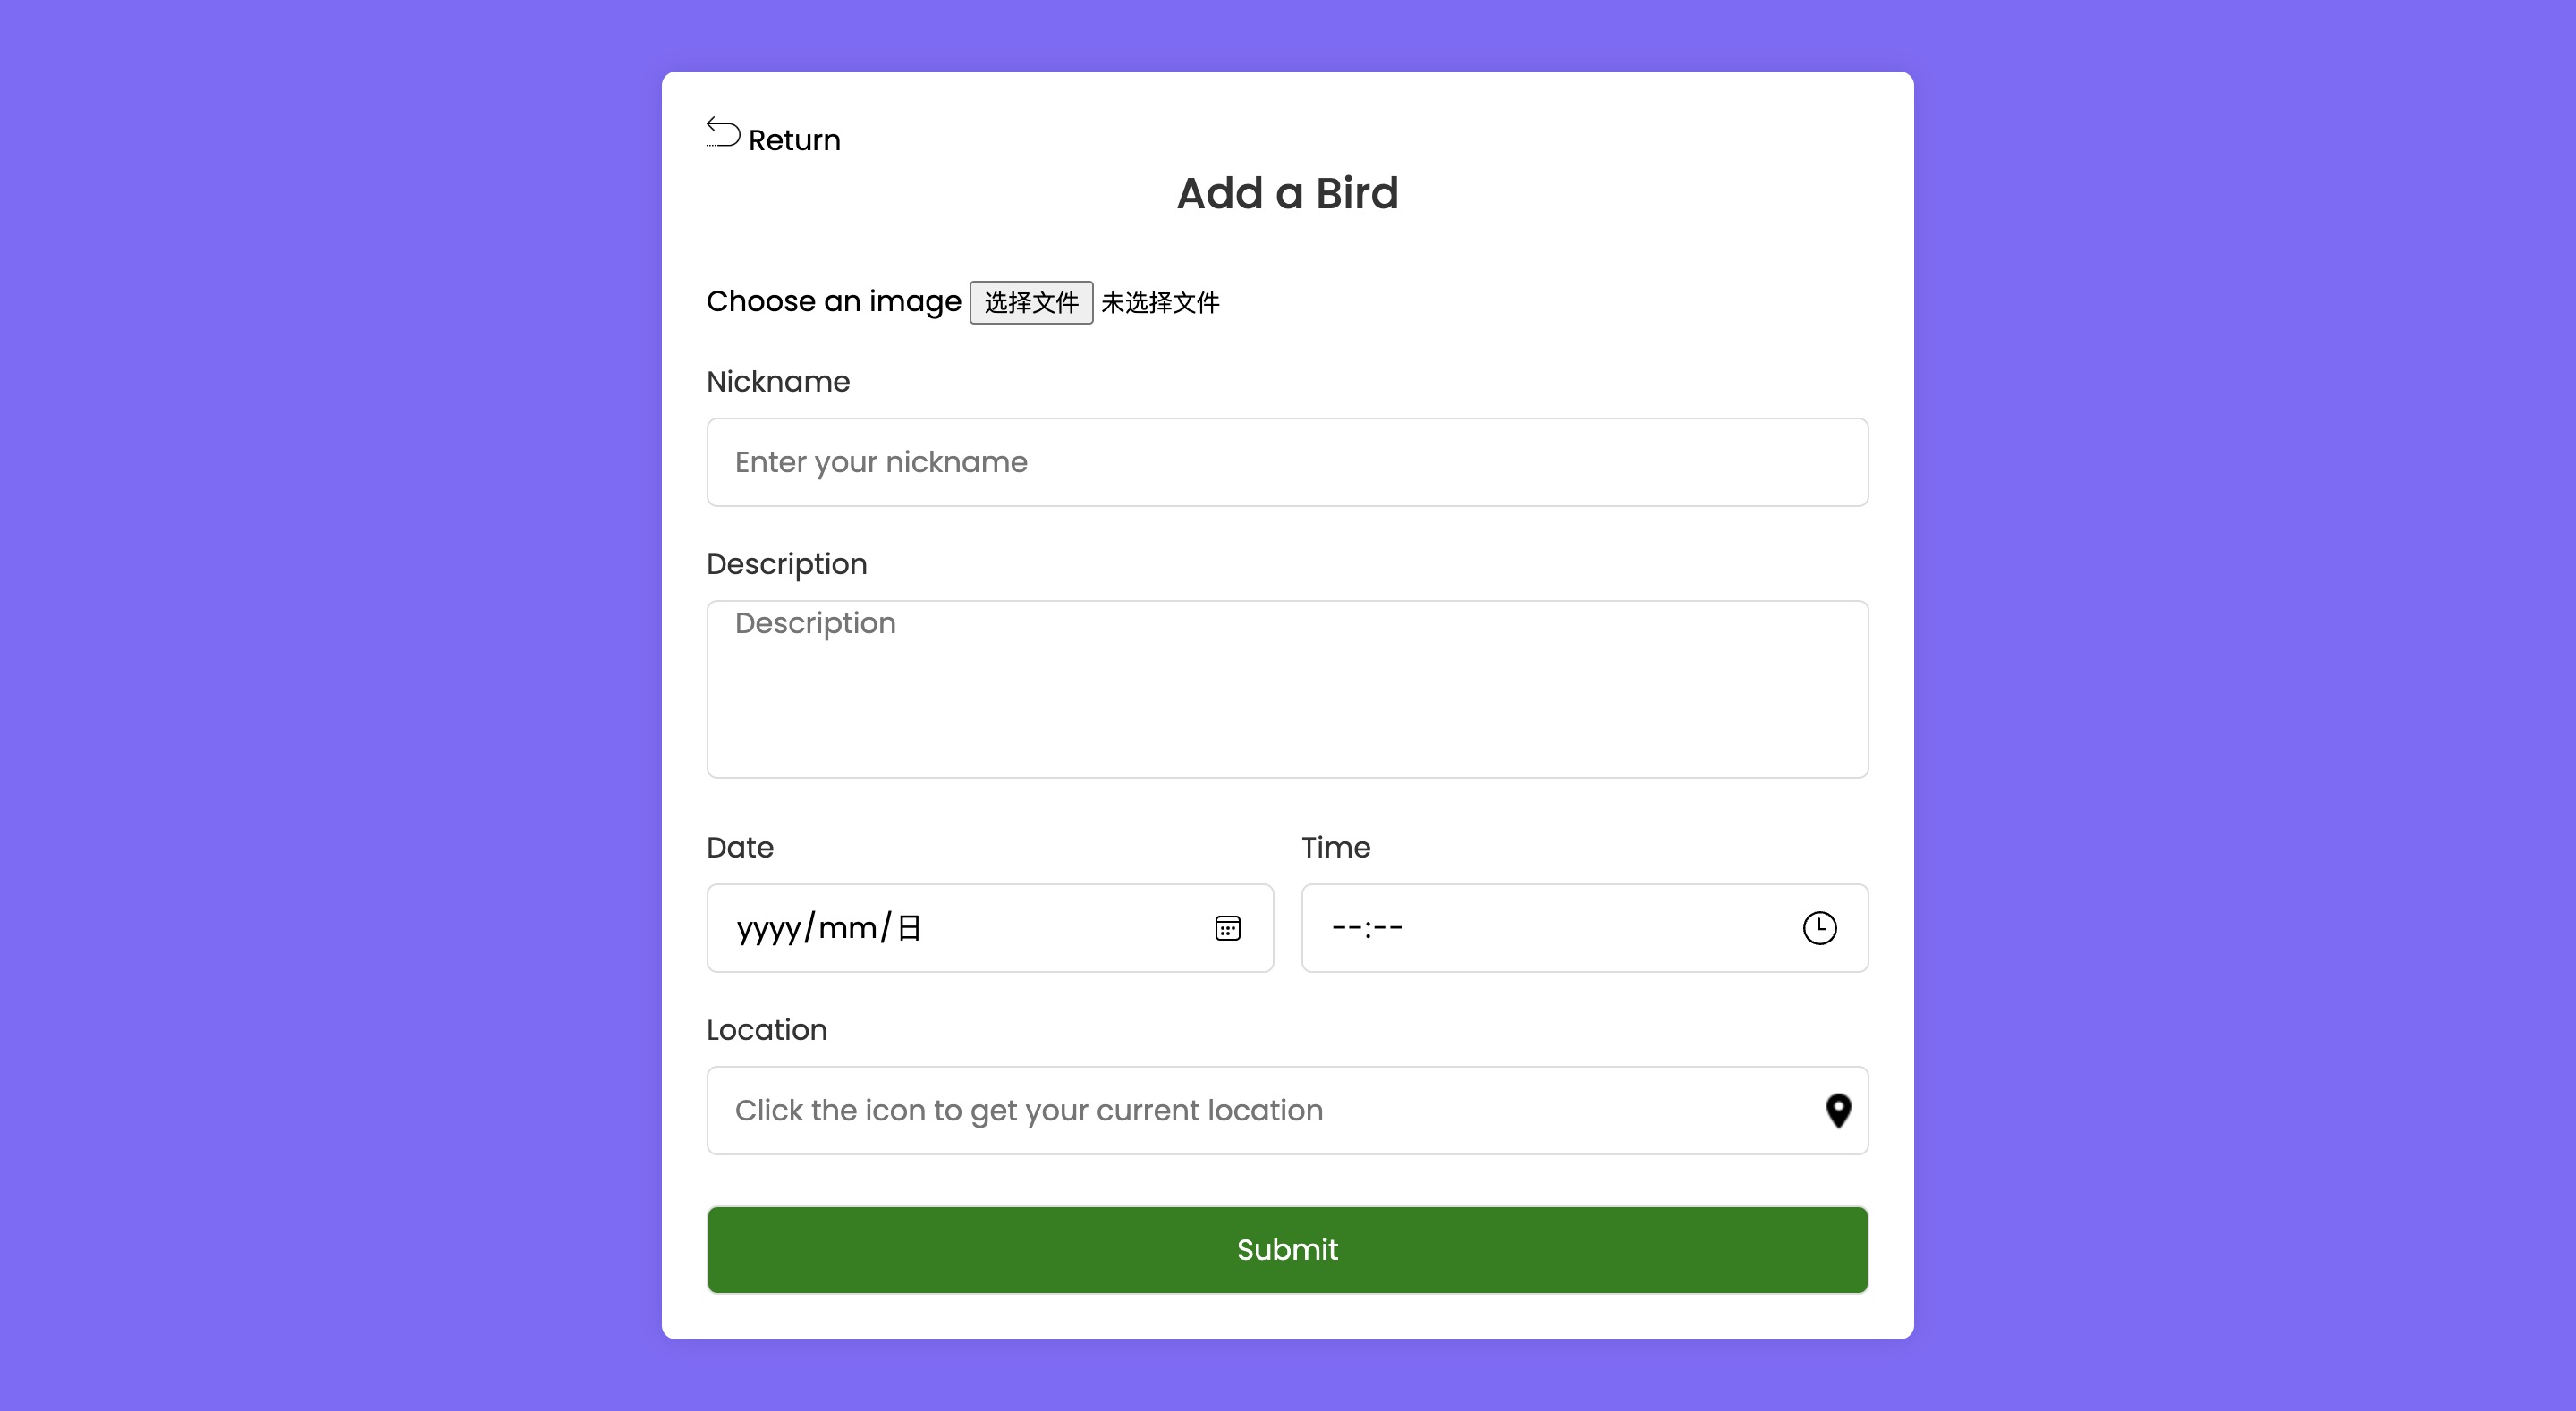 Return
Add a Bird
Choose an image 选择文件 未选择文件
Nickname
Enter your nickname
Description
Description
Date Time
yyyy/mm/日 --:--
Location
Click the icon to get your current location
Submit